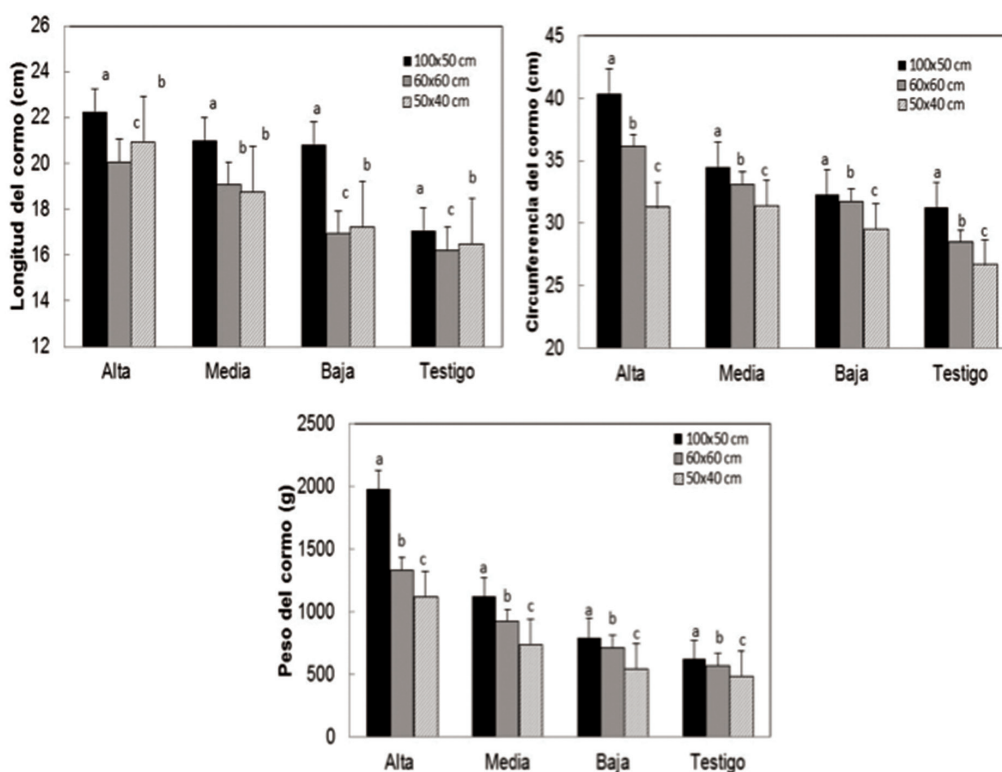 Longitud del cormo (cm)
26
24
22
20
18
16
14
12
100x50 cm
60x60 cm
50x40 cm
a
c
b
a
b
b
a
c
b
a
c
b
Alta
Media
Baja
Testigo
Circunferencia del cormo (cm)
45
40
35
30
25
20
100x50 cm
60x60 cm
50x40 cm
a
b
c
a
b
c
a
b
c
a
b
c
Alta
Media
Baja
Testigo
Peso del cormo (g)
2500
2000
1500
1000
500
0
100x50 cm
60x60 cm
50x40 cm
a
b
c
a
b
c
a
b
c
a
b
c
Alta
Media
Baja
Testigo